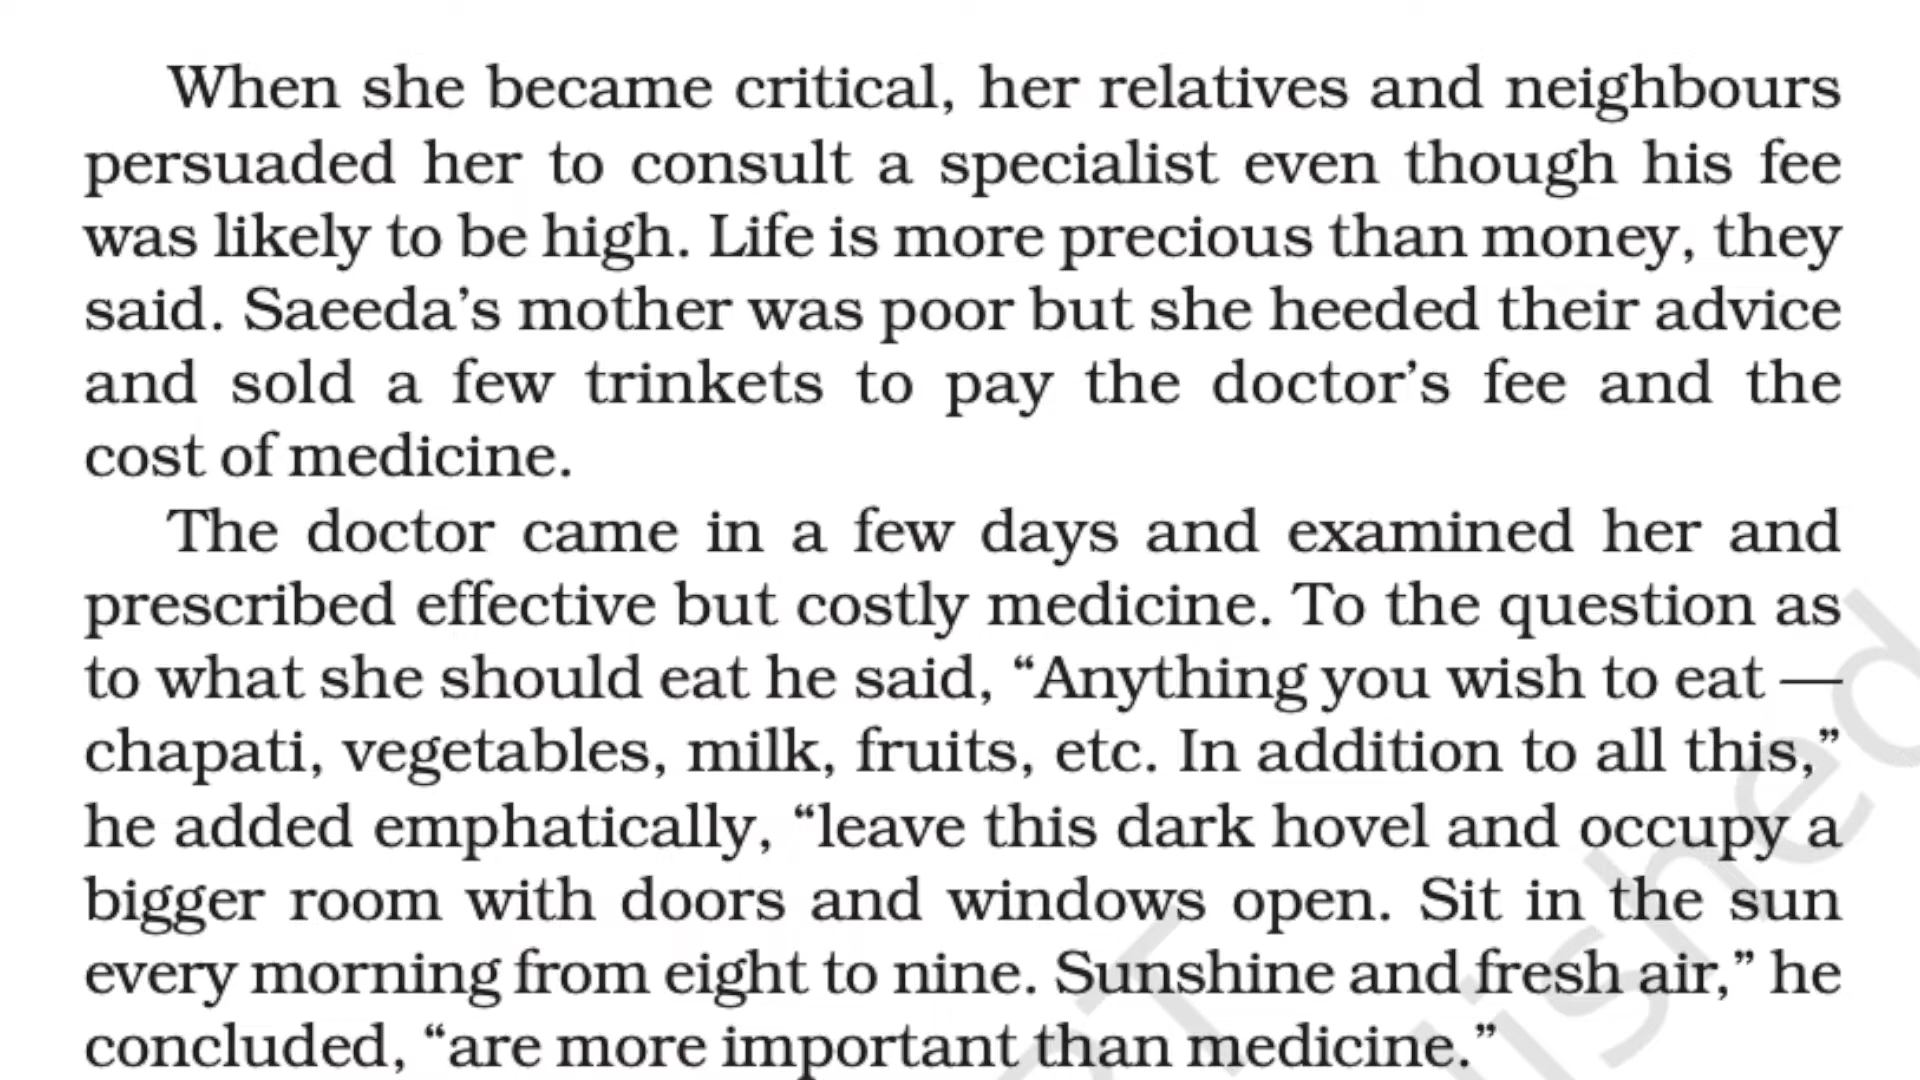 When she became critical, her relatives and neighbours
persuaded her to consult a specialist even though his fee
was likely to be high. Life is more precious than money, they
said. Saeeda’s mother was poor but she heeded their advice
and sold a few trinkets to pay the doctor’s fee and the
cost of medicine.
The doctor came in a few days and examined her and
prescribed effective but costly medicine. To the question as
to what she should eat he said, “Anything you wish to eat —
chapati, vegetables, milk, fruits, etc. In addition to all this,”
he added emphatically, “leave this dark hovel and occupy a
bigger room with doors and windows open. Sit in the sun
every morning from eight to nine. Sunshine and fresh air,” he
concluded, “are more important than medicine.”